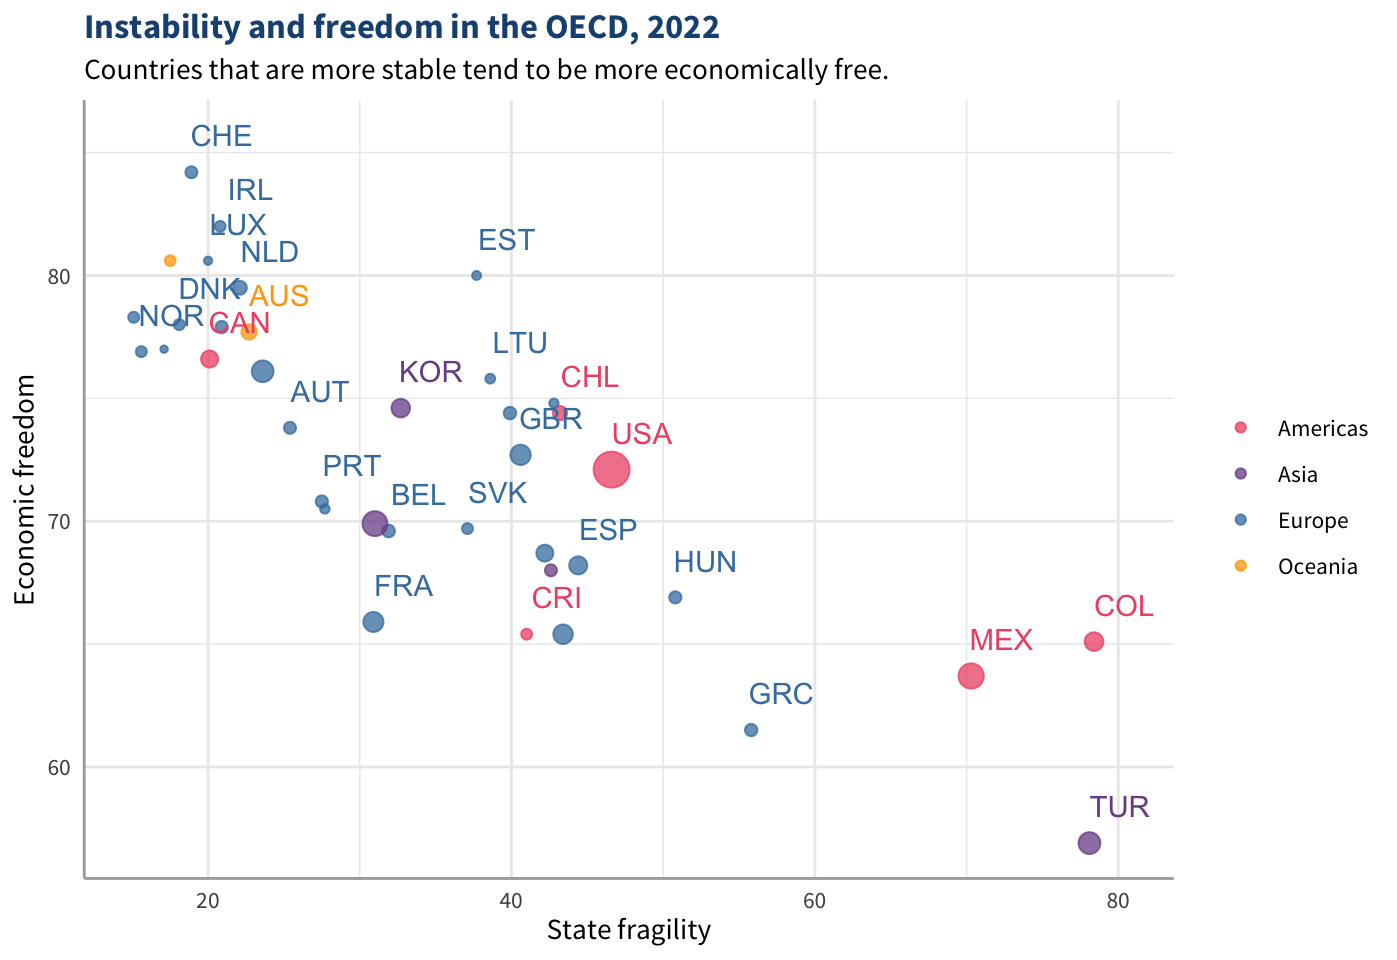 Instability and freedom in the OECD, 2022
Countries that are more stable tend to be more economically free.
CHE
IRL
LUX
EST
NLD
80
DNK
AUS
NOR
CAN
LTU
KOR
CHL
AUT
GBR
USA
PRT
BEL
SVK
70
ESP
HUN
FRA
CRI
COL
MEX
GRC
60
TUR
20
40
60
80
State fragility
Economic freedom
Americas
Asia
Europe
Oceania